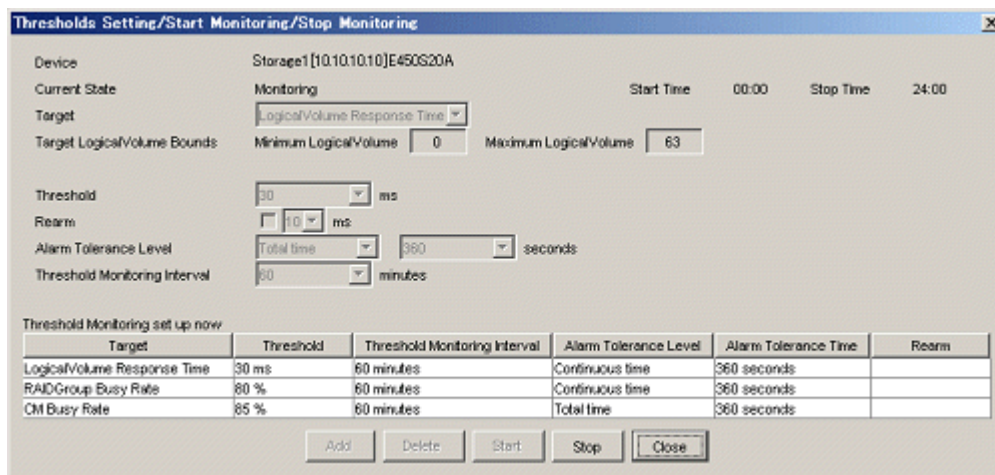 Thresholds Setting/Start Monitoring/Stop Monitoring
Device Storage1[10.10.10.10]E450S20A
Current State Monitoring Start Time 00:00 Stop Time 24:00
Target LogicalVolume Response Time
Target LogicalVolume Bounds Minimum LogicalVolume 0 Maximum LogicalVolume 63
Threshold 30 ms
Rearm 10 ms
Alarm Tolerance Level Total time 360 seconds
Threshold Monitoring Interval 60 minutes
Threshold Monitoring set up now
Target Threshold Threshold Monitoring Interval Alarm Tolerance Level Alarm Tolerance Time Rearm
LogicalVolume Response Time 30 ms 60 minutes Continuous time 360 seconds
RAIDGroup Busy Rate 80 % 60 minutes Continuous time 360 seconds
CM Busy Rate 85 % 60 minutes Total time 360 seconds
Add Delete Start Stop Close